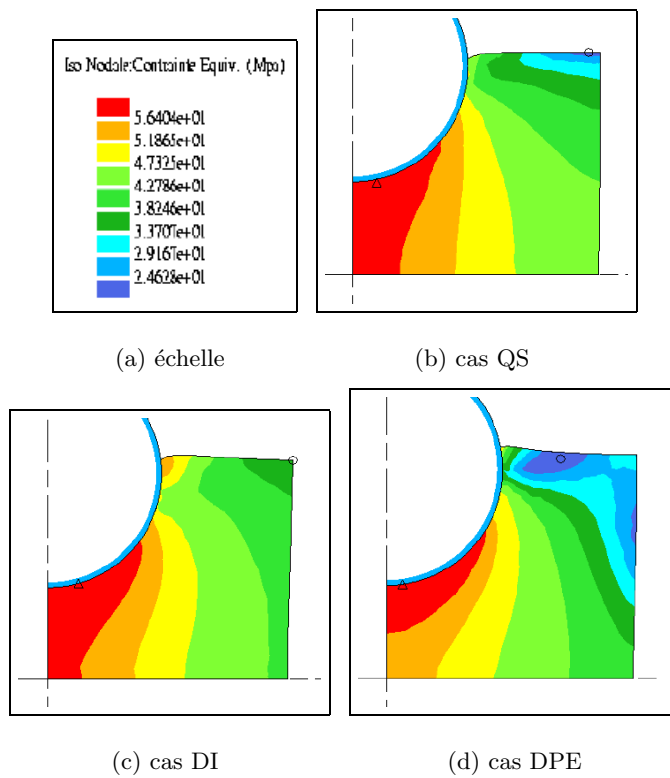 Iso Nodale:Contrainte Equiv. (Mpa)
5.6404e+01
5.1865e+01
4.7325e+01
4.2786e+01
3.8246e+01
3.3707e+01
2.9167e+01
2.4628e+01
(a) échelle
(b) cas QS
(c) cas DI
(d) cas DPE